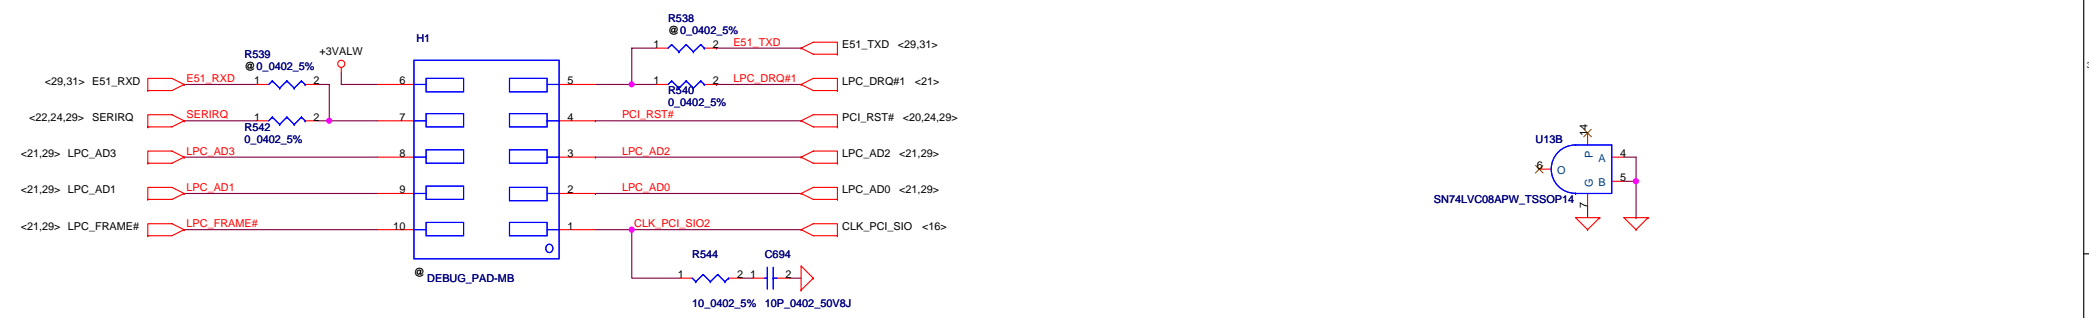 R538
@0_0402_5%
H1
1 2 E51_TXD E51_TXD <29,31>
R539
@0_0402_5%
+3VALW
<29,31> E51_RXD E51_RXD 1 2 6 5 1 2 LPC_DRQ#1 LPC_DRQ#1 <21>
R540
0_0402_5%
<22,24,29> SERIRQ SERIRQ 1 2 7 4 PCI_RST# PCI_RST# <20,24,29>
R542
0_0402_5%
<21,29> LPC_AD3 LPC_AD3 8 3 LPC_AD2 LPC_AD2 <21,29>
<21,29> LPC_AD1 LPC_AD1 9 2 LPC_AD0 LPC_AD0 <21,29>
<21,29> LPC_FRAME# LPC_FRAME# 10 1 CLK_PCI_SIO2 CLK_PCI_SIO <16>
@ DEBUG_PAD-MB
R544 C694
1 2 1 2
10_0402_5% 10P_0402_50V8J
U13B
14
P A 4
6 O
G B 5
SN74LVC08APW_TSSOP14
7
3